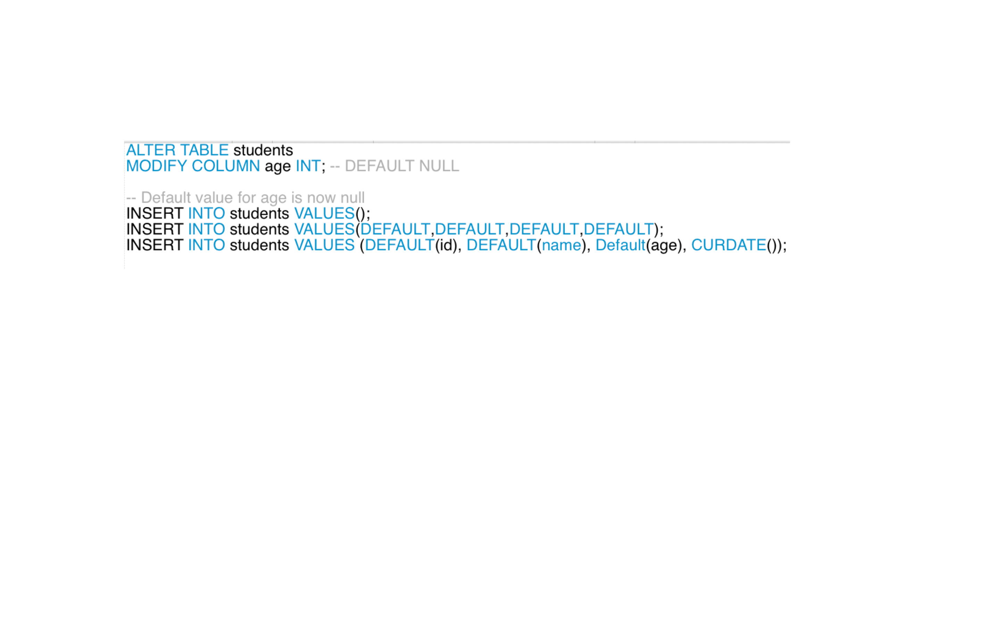 ALTER TABLE students
MODIFY COLUMN age INT; -- DEFAULT NULL
-- Default value for age is now null
INSERT INTO students VALUES();
INSERT INTO students VALUES(DEFAULT,DEFAULT,DEFAULT,DEFAULT);
INSERT INTO students VALUES (DEFAULT(id), DEFAULT(name), Default(age), CURDATE());